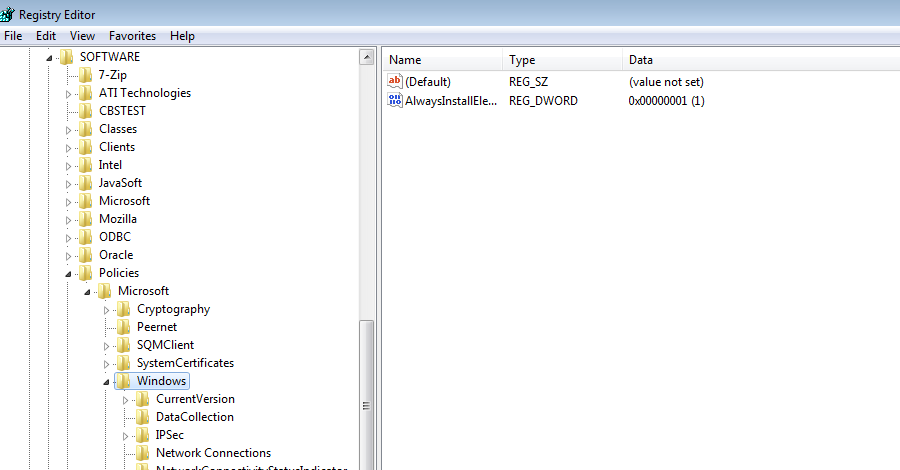 Registry Editor
File Edit View Favorites Help
SOFTWARE
7-Zip
ATI Technologies
CBSTEST
Classes
Clients
Intel
JavaSoft
Microsoft
Mozilla
ODBC
Oracle
Policies
Microsoft
Cryptography
Peernet
SQMClient
SystemCertificates
Windows
CurrentVersion
DataCollection
IPSec
Network Connections
NetworkConnectivityStatusIndicator
Name Type Data
ab (Default) REG_SZ (value not set)
AlwaysInstallEle... REG_DWORD 0x00000001 (1)